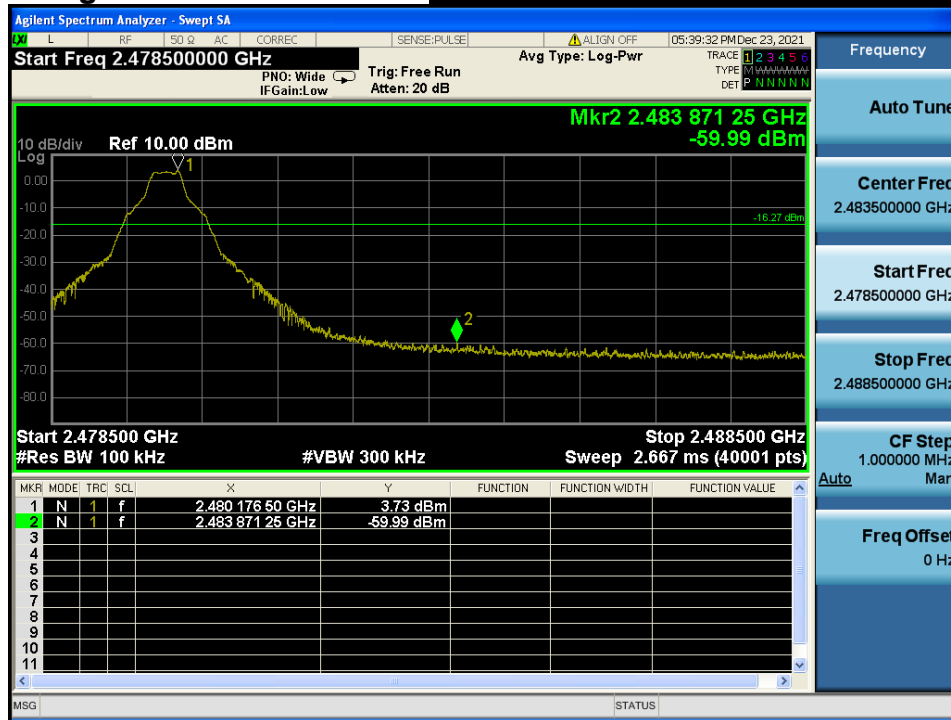 Agilent Spectrum Analyzer - Swept SA
LXI L RF 50 Ω AC CORREC SENSE:PULSE ALIGN OFF 05:39:32 PM Dec 23, 2021
Start Freq 2.478500000 GHz
PNO: Wide
IFGain:Low
Trig: Free Run
Atten: 20 dB
Avg Type: Log-Pwr
TRACE 1 2 3 4 5 6
TYPE M
DET P N N N N N
Mkr2 2.483 871 25 GHz
-59.99 dBm
10 dB/div Ref 10.00 dBm
Log
1
0.00
-10.0
-16.27 dBm
-20.0
-30.0
-40.0
-50.0
2
-60.0
-70.0
-80.0
Start 2.478500 GHz Stop 2.488500 GHz
#Res BW 100 kHz #VBW 300 kHz Sweep 2.667 ms (40001 pts)
MKR MODE TRC SCL X Y FUNCTION FUNCTION WIDTH FUNCTION VALUE
1 N 1 f 2.480 176 50 GHz 3.73 dBm
2 N 1 f 2.483 871 25 GHz -59.99 dBm
3
4
5
6
7
8
9
10
11
MSG STATUS
Frequency
Auto Tune
Center Freq
2.483500000 GHz
Start Freq
2.478500000 GHz
Stop Freq
2.488500000 GHz
CF Step
1.000000 MHz
Auto Man
Freq Offset
0 Hz